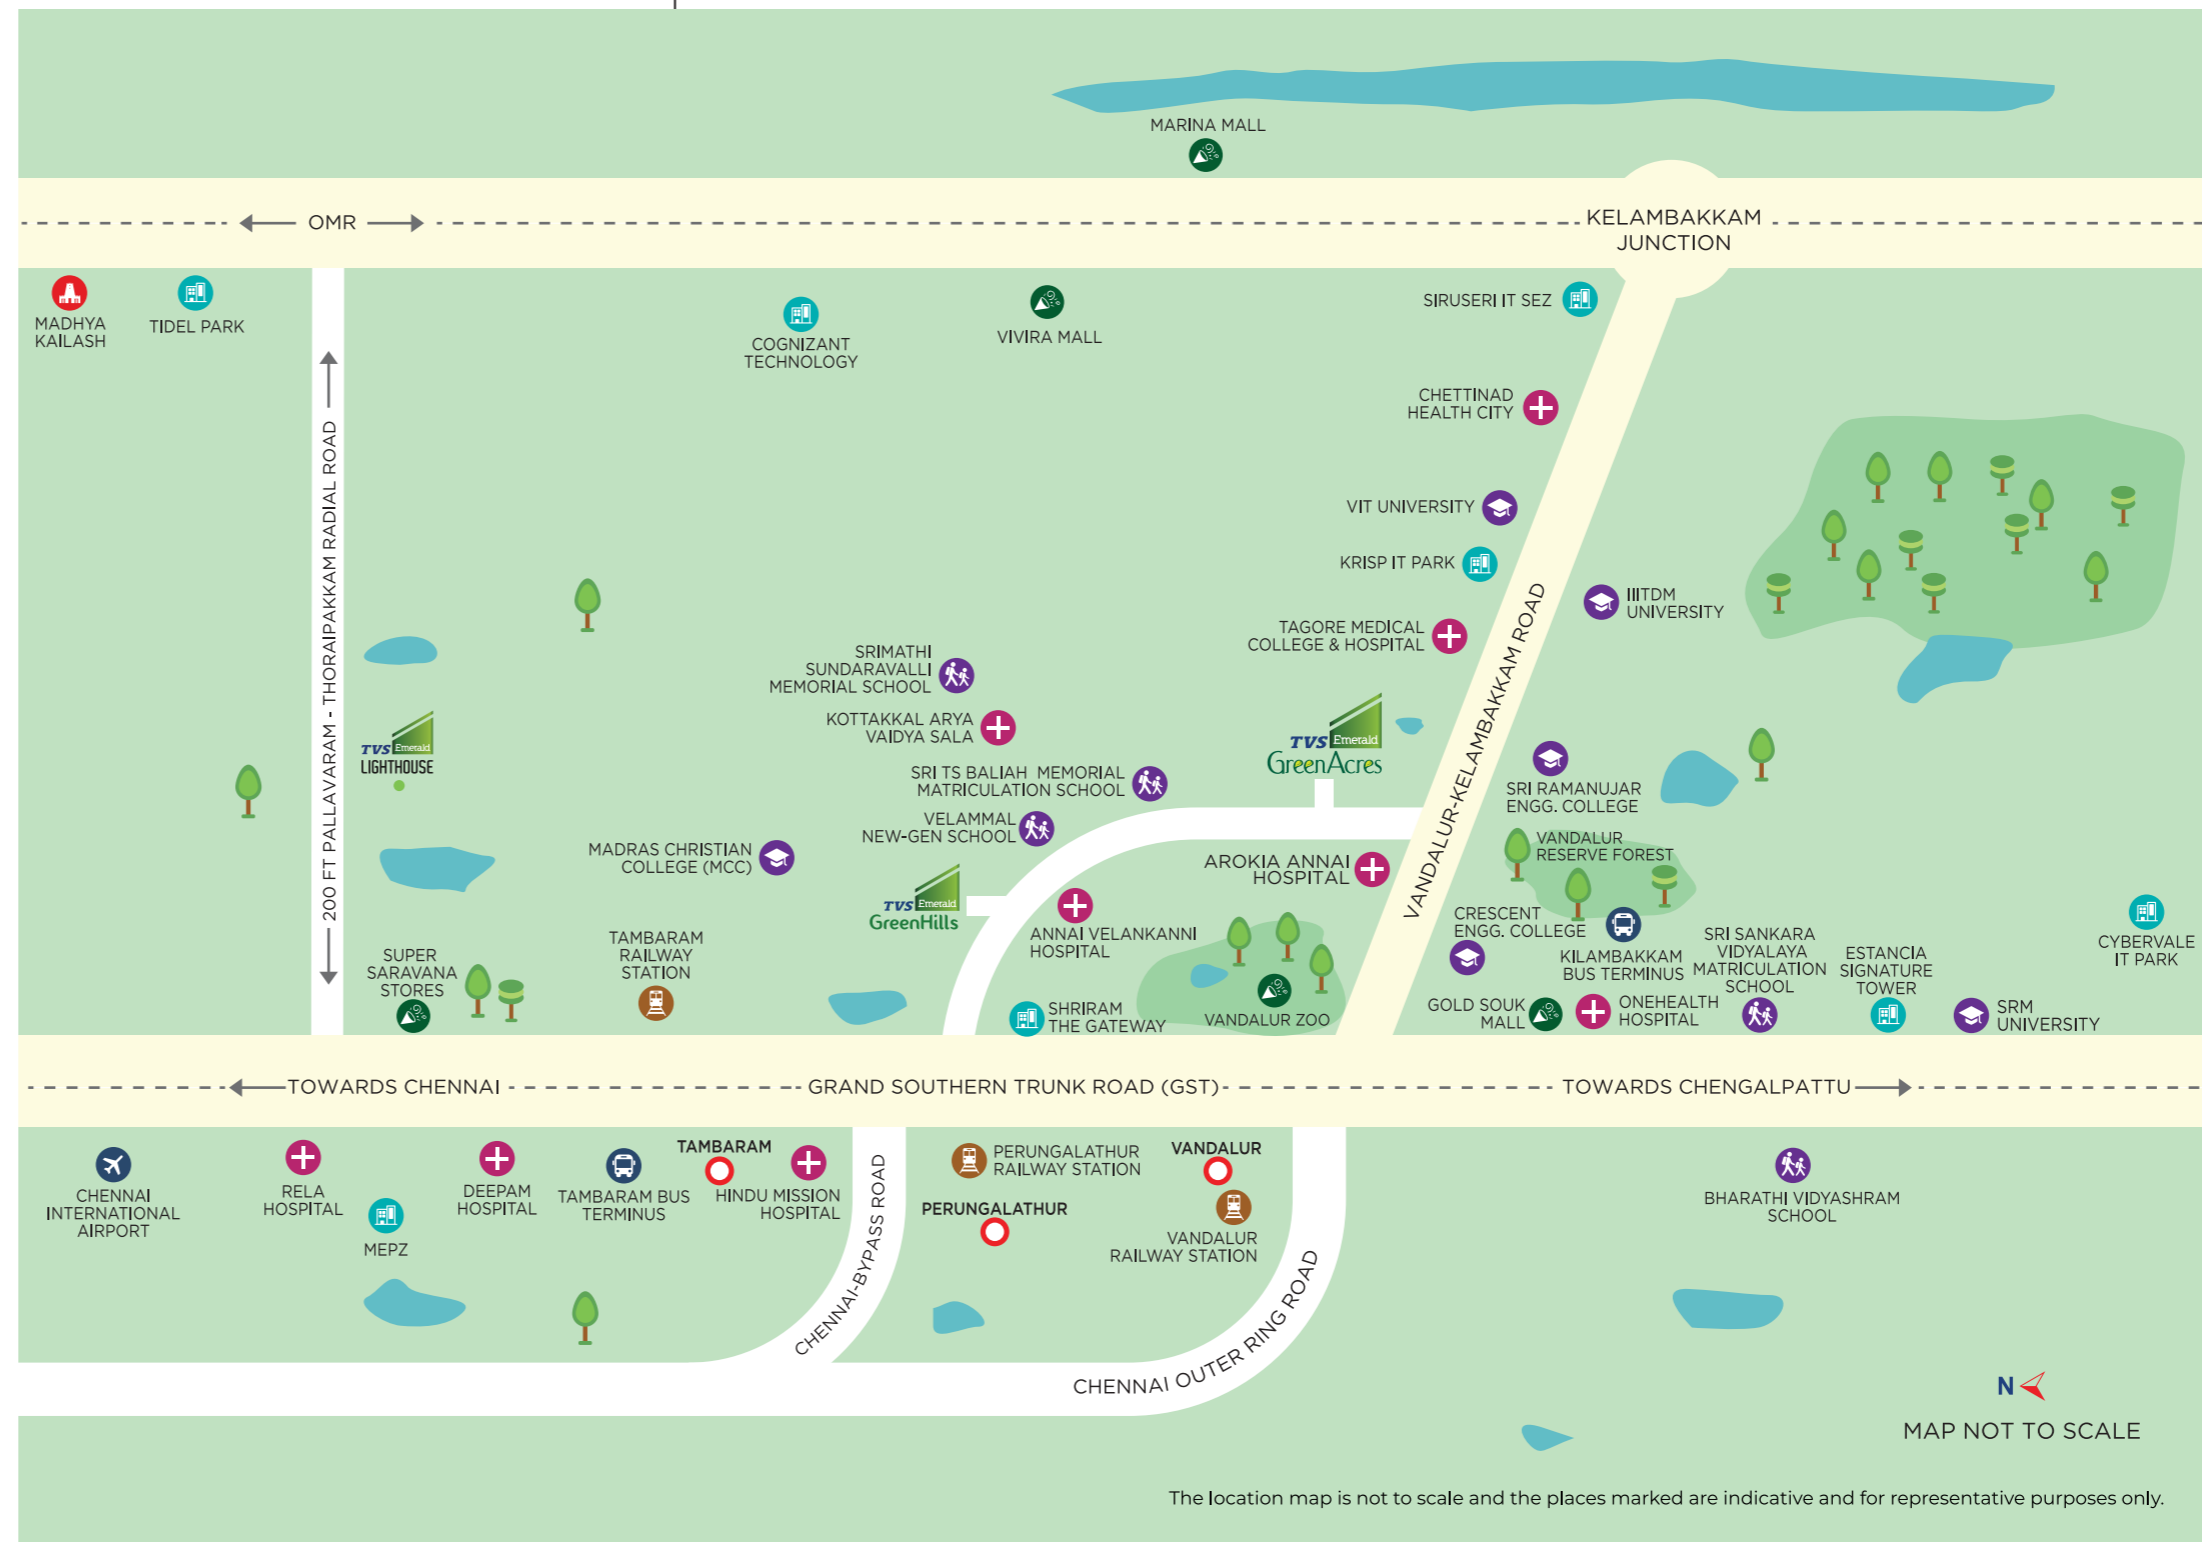 MARINA MALL
OMR
KELAMBAKKAM
JUNCTION
MADHYA
KAILASH
TIDEL PARK
COGNIZANT
TECHNOLOGY
VIVIRA MALL
SIRUSERI IT SEZ
CHETTINAD
HEALTH CITY
200 FT PALLAVARAM - THORAIPAKKAM RADIAL ROAD
VIT UNIVERSITY
KRISP IT PARK
IIITDM
UNIVERSITY
TAGORE MEDICAL
COLLEGE & HOSPITAL
VANDALUR-KELAMBAKKAM ROAD
SRIMATHI
SUNDARAVALLI
MEMORIAL SCHOOL
KOTTAKKAL ARYA
VAIDYA SALA
TVS Emerald
LIGHTHOUSE
TVS Emerald
GreenAcres
SRI TS BALIAH MEMORIAL
MATRICULATION SCHOOL
SRI RAMANUJAR
ENGG. COLLEGE
VELAMMAL
NEW-GEN SCHOOL
MADRAS CHRISTIAN
COLLEGE (MCC)
VANDALUR
RESERVE FOREST
AROKIA ANNAI
HOSPITAL
TVS Emerald
GreenHills
ANNAI VELANKANNI
HOSPITAL
CRESCENT
ENGG. COLLEGE
KILAMBAKKAM
BUS TERMINUS
SRI SANKARA
VIDYALAYA
MATRICULATION
SCHOOL
ESTANCIA
SIGNATURE
TOWER
CYBERVALE
IT PARK
SUPER
SARAVANA
STORES
TAMBARAM
RAILWAY
STATION
SHRIRAM
THE GATEWAY
VANDALUR ZOO
GOLD SOUK
MALL
ONEHEALTH
HOSPITAL
SRM
UNIVERSITY
TOWARDS CHENNAI
GRAND SOUTHERN TRUNK ROAD (GST)
TOWARDS CHENGALPATTU
CHENNAI
INTERNATIONAL
AIRPORT
RELA
HOSPITAL
MEPZ
DEEPAM
HOSPITAL
TAMBARAM BUS
TERMINUS
TAMBARAM
HINDU MISSION
HOSPITAL
CHENNAI-BYPASS ROAD
PERUNGALATHUR
RAILWAY STATION
PERUNGALATHUR
VANDALUR
VANDALUR
RAILWAY STATION
CHENNAI OUTER RING ROAD
BHARATHI VIDYASHRAM
SCHOOL
N
MAP NOT TO SCALE
The location map is not to scale and the places marked are indicative and for representative purposes only.